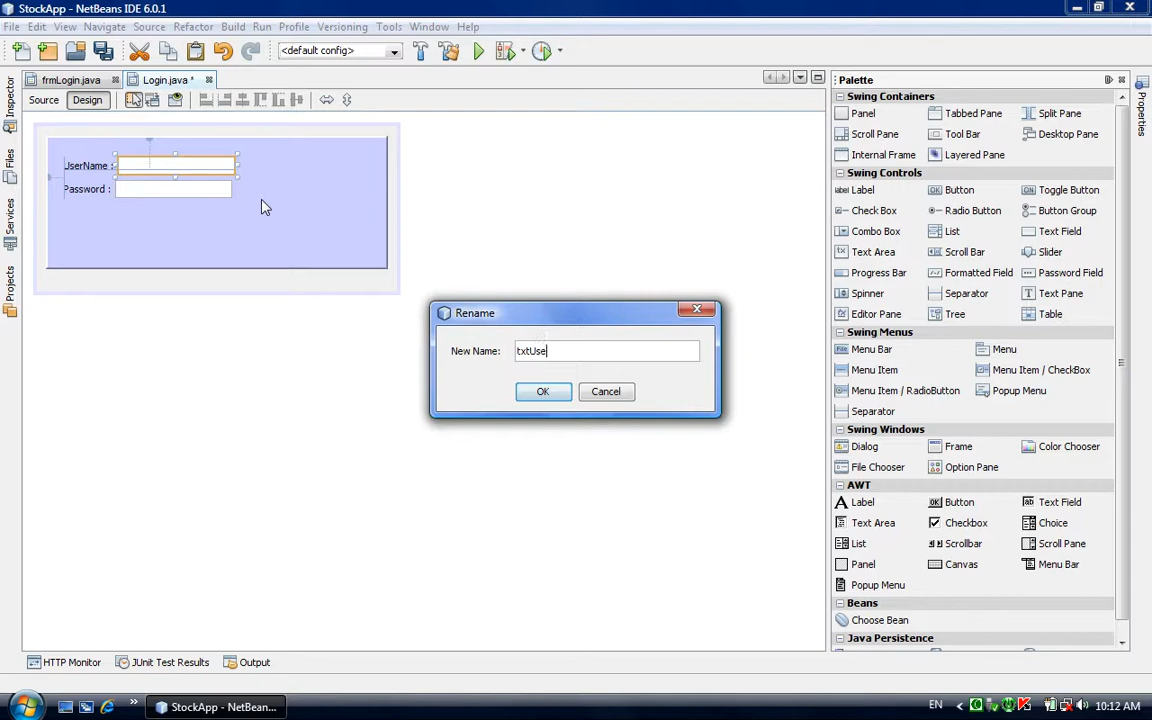 StockApp - NetBeans IDE 6.0.1
File Edit View Navigate Source Refactor Build Run Profile Versioning Tools Window Help
<default config>
frmLogin.java Login.java *
Source Design
Inspector
Files
Services
Projects
UserName :
Password :
Rename
New Name: txtUse
OK Cancel
Palette
Properties
Swing Containers
Panel Tabbed Pane Split Pane
Scroll Pane Tool Bar Desktop Pane
Internal Frame Layered Pane
Swing Controls
label Label OK Button Toggle Button
Check Box Radio Button Button Group
Combo Box List Text Field
Text Area Scroll Bar Slider
Progress Bar Formatted Field Password Field
Spinner Separator Text Pane
Editor Pane Tree Table
Swing Menus
Menu Bar Menu
Menu Item Menu Item / CheckBox
Menu Item / RadioButton Popup Menu
Separator
Swing Windows
Dialog Frame Color Chooser
File Chooser Option Pane
AWT
A Label OK Button Text Field
Text Area Checkbox Choice
List Scrollbar Scroll Pane
Panel Canvas Menu Bar
Popup Menu
Beans
Choose Bean
Java Persistence
HTTP Monitor JUnit Test Results Output
StockApp - NetBean...
EN 10:12 AM